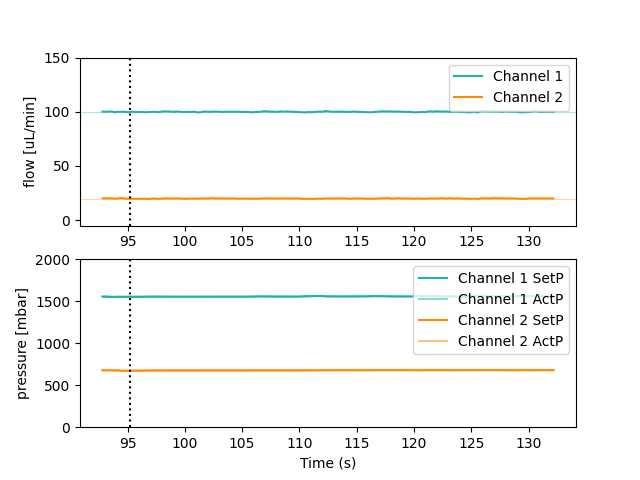 150
100
50
0
flow [uL/min]
Channel 1
Channel 2
95 100 105 110 115 120 125 130
2000
1500
1000
500
0
pressure [mbar]
Channel 1 SetP
Channel 1 ActP
Channel 2 SetP
Channel 2 ActP
95 100 105 110 115 120 125 130
Time (s)